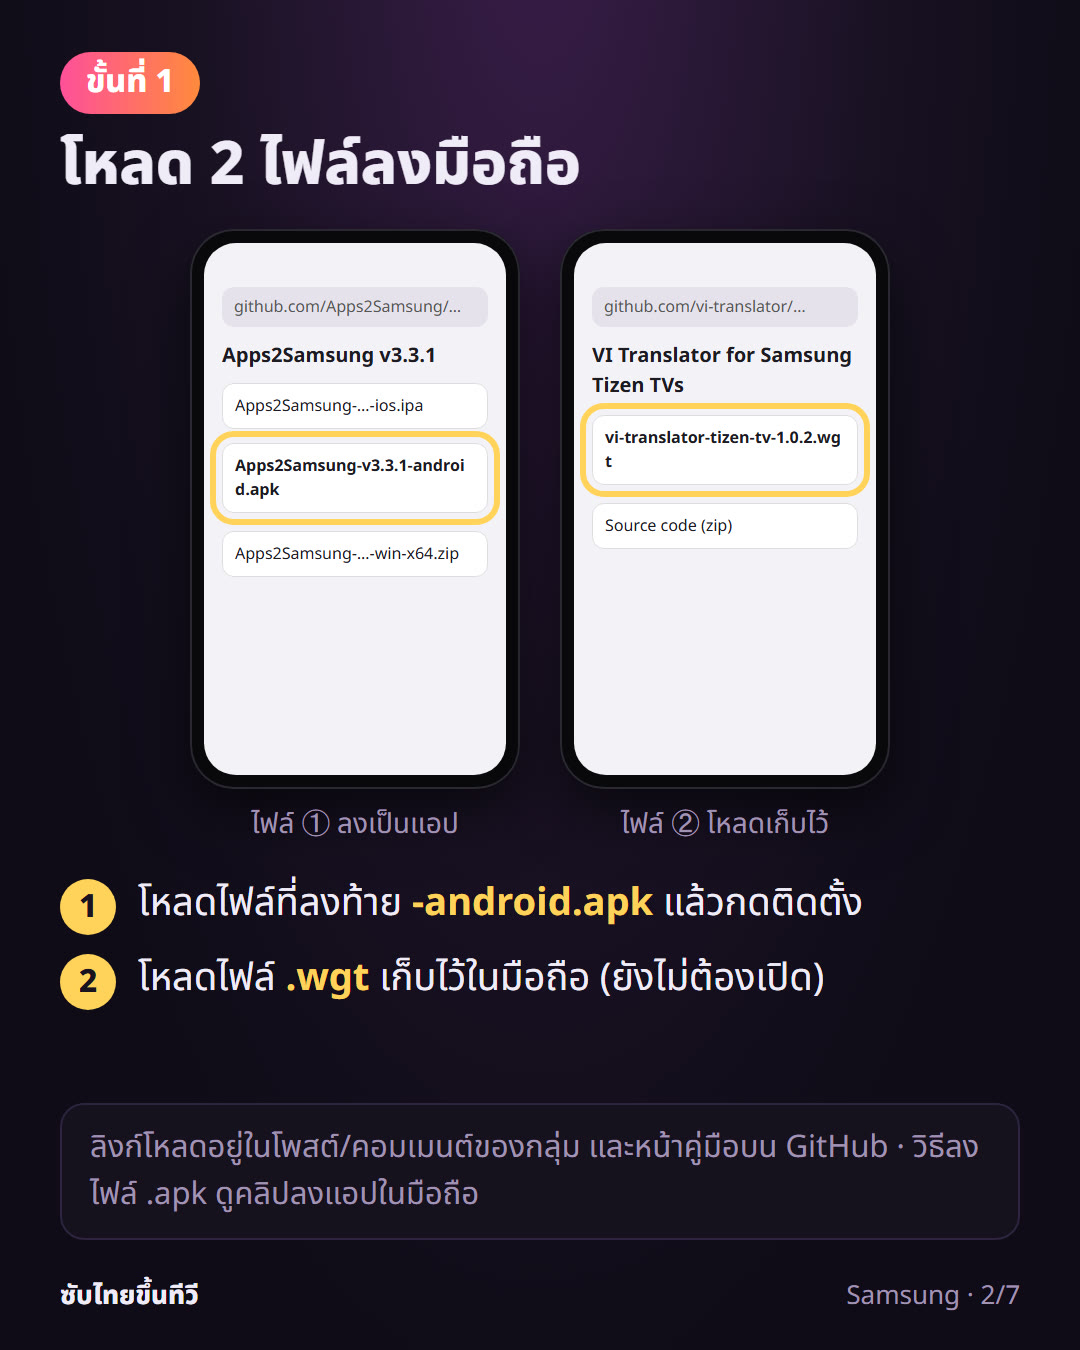 ขั้นที่ 1
โหลด 2 ไฟล์ลงมือถือ
github.com/Apps2Samsung/...
Apps2Samsung v3.3.1
Apps2Samsung-...-ios.ipa
Apps2Samsung-v3.3.1-androi
d.apk
Apps2Samsung-...-win-x64.zip
ไฟล์ ① ลงเป็นแอป
github.com/vi-translator/...
VI Translator for Samsung
Tizen TVs
vi-translator-tizen-tv-1.0.2.wg
t
Source code (zip)
ไฟล์ ② โหลดเก็บไว้
1 โหลดไฟล์ที่ลงท้าย -android.apk แล้วกดติดตั้ง
2 โหลดไฟล์ .wgt เก็บไว้ในมือถือ (ยังไม่ต้องเปิด)
ลิงก์โหลดอยู่ในโพสต์/คอมเมนต์ของกลุ่ม และหน้าคู่มือบน GitHub · วิธีลง
ไฟล์ .apk ดูคลิปลงแอปในมือถือ
ซับไทยขึ้นทีวี
Samsung · 2/7